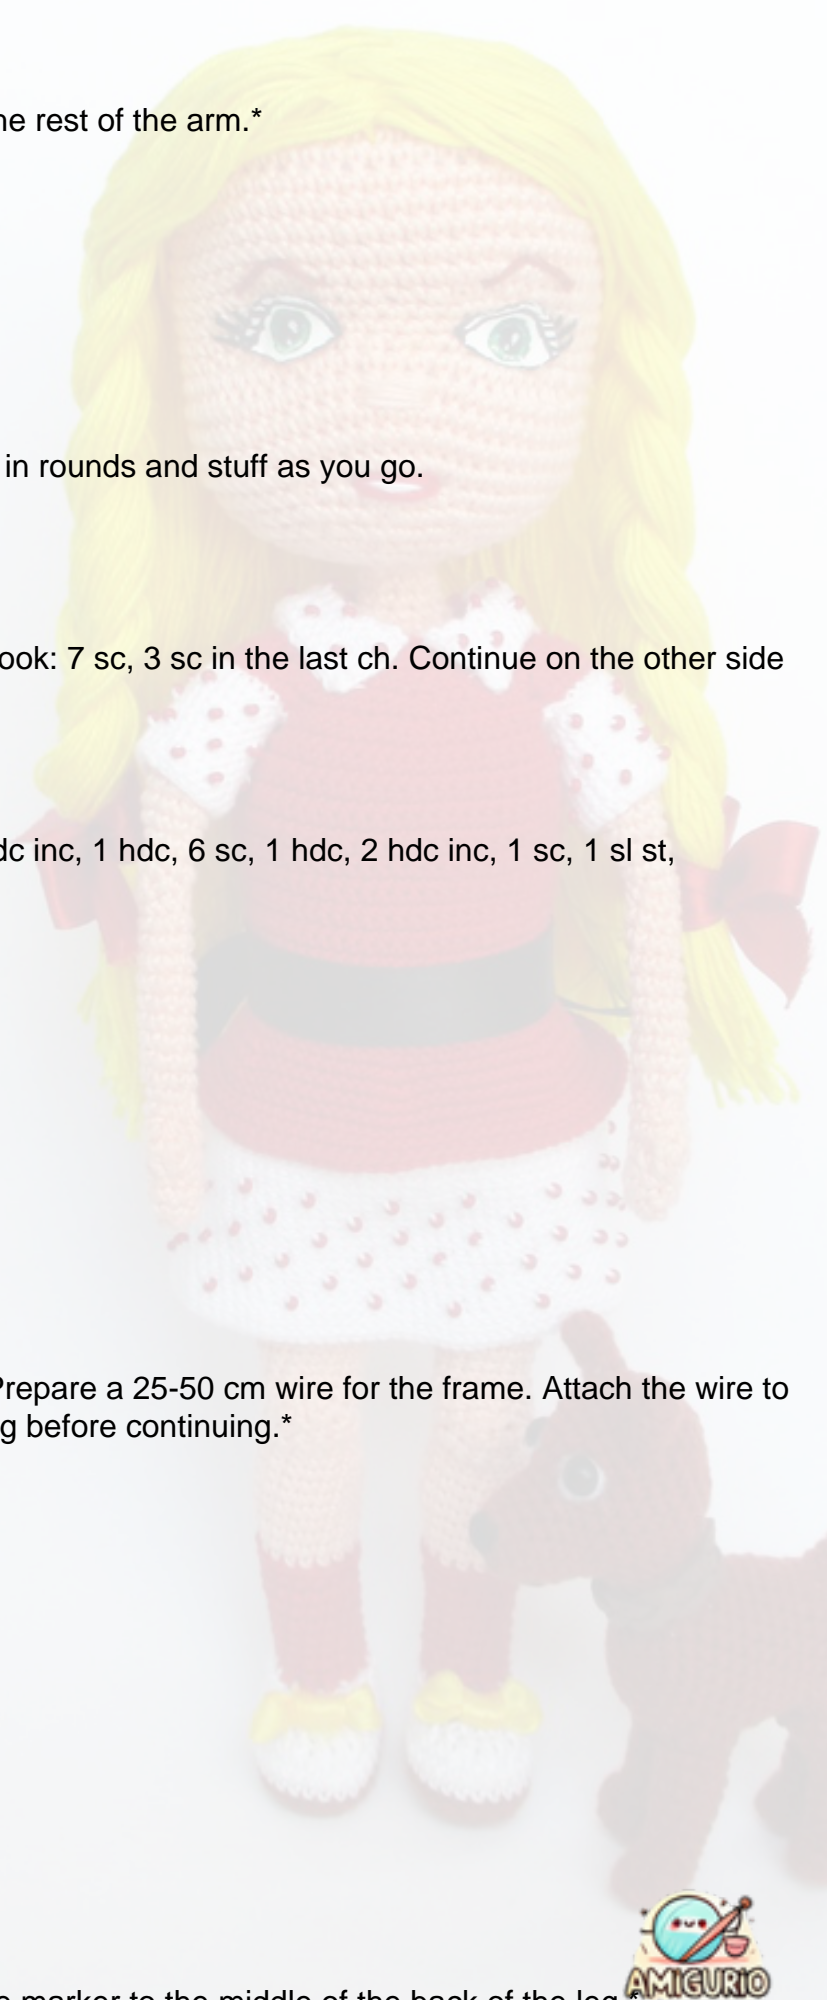 he rest of the arm.*
in rounds and stuff as you go.
ook: 7 sc, 3 sc in the last ch. Continue on the other side
dc inc, 1 hdc, 6 sc, 1 hdc, 2 hdc inc, 1 sc, 1 sl st,
Prepare a 25-50 cm wire for the frame. Attach the wire to
g before continuing.*
marker to the middle of the back of the leg.*
AMIGURIO